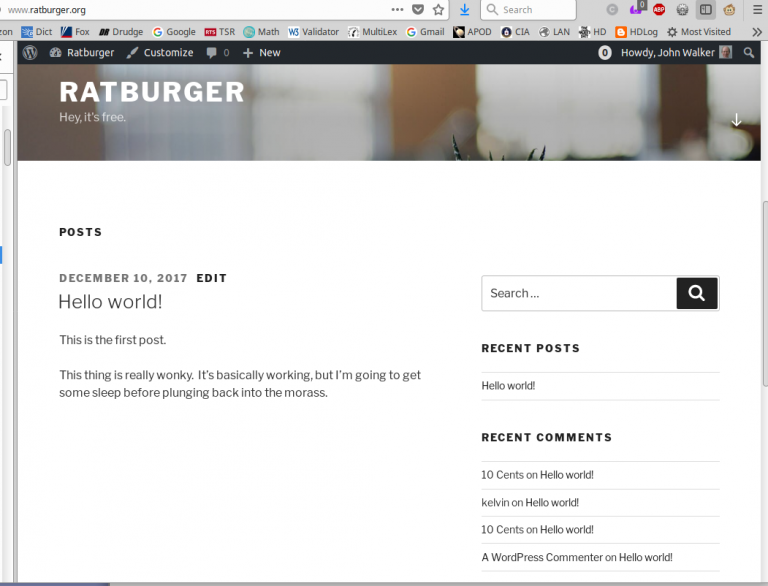 www.ratburger.org
Search
zon Dict Fox Drudge Google RTS TSR Math W3 Validator MultiLex Gmail APOD CIA LAN HD HDLog Most Visited
Ratburger Customize 0 New 0 Howdy, John Walker
RATBURGER
Hey, it's free.
POSTS
DECEMBER 10, 2017 EDIT
Hello world!
This is the first post.
This thing is really wonky.  It's basically working, but I'm going to get
some sleep before plunging back into the morass.
Search …
RECENT POSTS
Hello world!
RECENT COMMENTS
10 Cents on Hello world!
kelvin on Hello world!
10 Cents on Hello world!
A WordPress Commenter on Hello world!